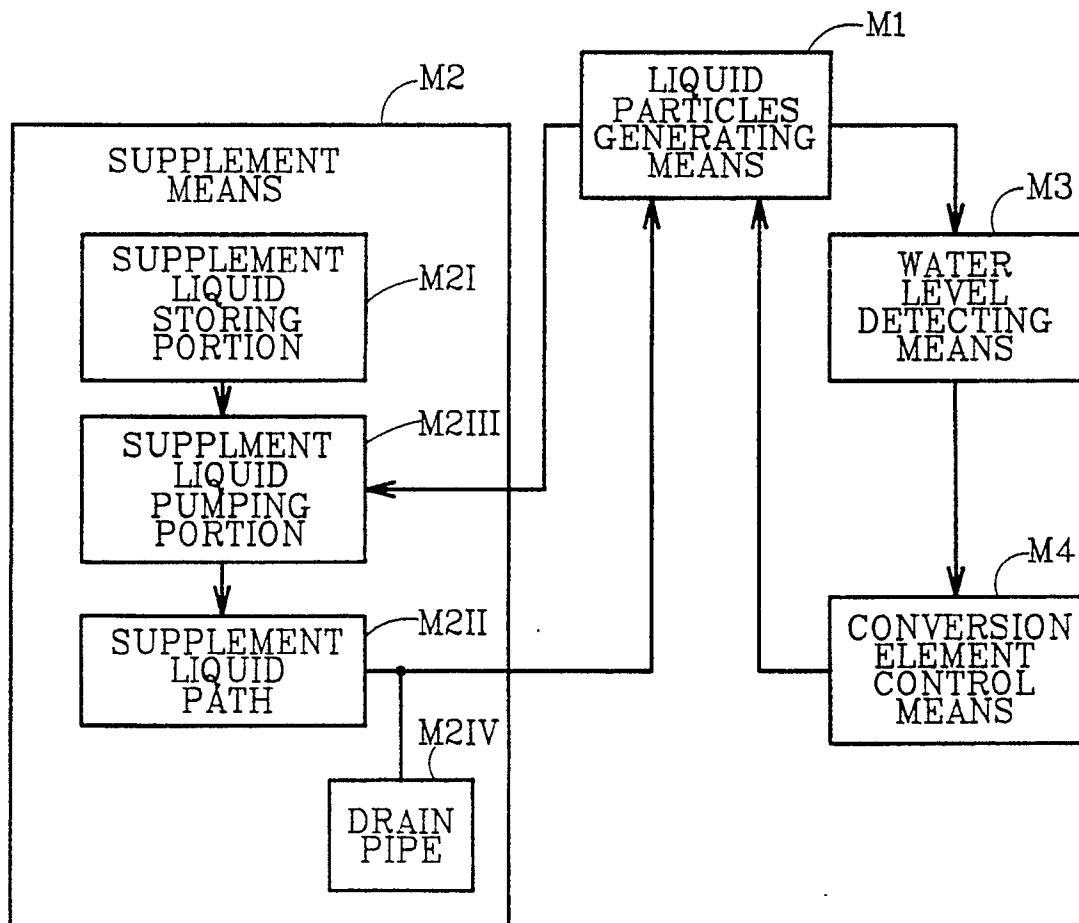 M1
LIQUID
PARTICLES
GENERATING
MEANS
M2
SUPPLEMENT
MEANS
M3
WATER
LEVEL
DETECTING
MEANS
SUPPLEMENT
LIQUID
STORING
PORTION
M2I
SUPPLMENT
LIQUID
PUMPING
PORTION
M2III
M4
CONVERSION
ELEMENT
CONTROL
MEANS
SUPPLEMENT
LIQUID
PATH
M2II
M2IV
DRAIN
PIPE